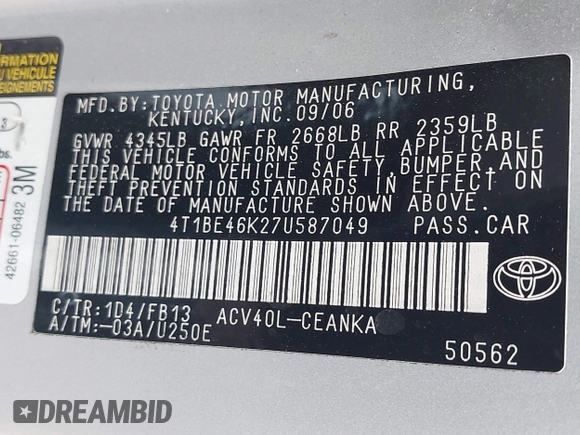 FORMATION
U VEHICULE
EIGNEMENTS
lbs.
3M
42661-06482
MFD.BY:TOYOTA MOTOR MANUFACTURING,
KENTUCKY,INC.09/06
GVWR 4345LB GAWR FR 2668LB RR 2359LB
THIS VEHICLE CONFORMS TO ALL APPLICABLE
FEDERAL MOTOR VEHICLE SAFETY,BUMPER,AND
THEFT PREVENTION STANDARDS IN EFFECT ON
THE DATE OF MANUFACTURE SHOWN ABOVE.
4T1BE46K27U587049 PASS.CAR
C/TR:1D4/FB13 ACV40L-CEANKA
A/TM:-03A/U250E
50562
DREAMBID